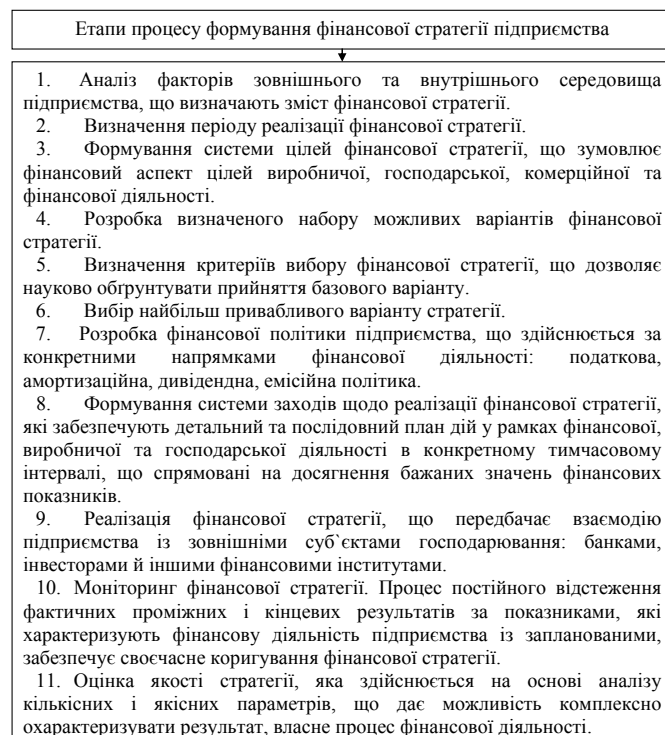 Етапи процесу формування фінансової стратегії підприємства
1. Аналіз факторів зовнішнього та внутрішнього середовища
підприємства, що визначають зміст фінансової стратегії.
2. Визначення періоду реалізації фінансової стратегії.
3. Формування системи цілей фінансової стратегії, що зумовлює
фінансовий аспект цілей виробничої, господарської, комерційної та
фінансової діяльності.
4. Розробка визначеного набору можливих варіантів фінансової
стратегії.
5. Визначення критеріїв вибору фінансової стратегії, що дозволяє
науково обґрунтувати прийняття базового варіанту.
6. Вибір найбільш привабливого варіанту стратегії.
7. Розробка фінансової політики підприємства, що здійснюється за
конкретними напрямками фінансової діяльності: податкова,
амортизаційна, дивідендна, емісійна політика.
8. Формування системи заходів щодо реалізації фінансової стратегії,
які забезпечують детальний та послідовний план дій у рамках фінансової,
виробничої та господарської діяльності в конкретному тимчасовому
інтервалі, що спрямовані на досягнення бажаних значень фінансових
показників.
9. Реалізація фінансової стратегії, що передбачає взаємодію
підприємства із зовнішніми суб`єктами господарювання: банками,
інвесторами й іншими фінансовими інститутами.
10. Моніторинг фінансової стратегії. Процес постійного відстеження
фактичних проміжних і кінцевих результатів за показниками, які
характеризують фінансову діяльність підприємства із запланованими,
забезпечує своєчасне коригування фінансової стратегії.
11. Оцінка якості стратегії, яка здійснюється на основі аналізу
кількісних і якісних параметрів, що дає можливість комплексно
охарактеризувати результат, власне процес фінансової діяльності.